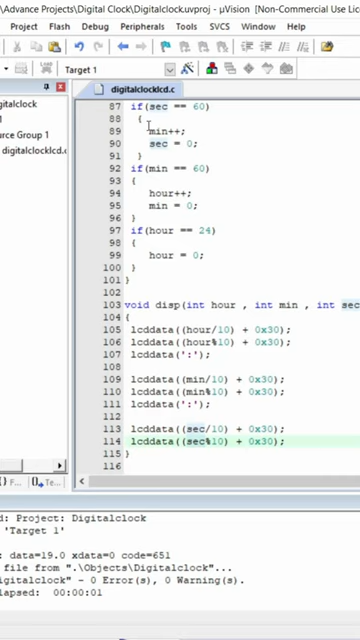 \Advance Projects\Digital Clock\Digitalclock.uvproj - µVision [Non-Commercial Use Lice
Project Flash Debug Peripherals Tools SVCS Window Help
Target 1
digitalclock
Source Group 1
digitalclocklcd.c
digitalclocklcd.c
87 if(sec == 60)
88 {
89 min++;
90 sec = 0;
91 }
92 if(min == 60)
93 {
94 hour++;
95 min = 0;
96 }
97 if(hour == 24)
98 {
99 hour = 0;
100 }
101 }
102
103 void disp(int hour , int min , int sec
104 {
105 lcddata((hour/10) + 0x30);
106 lcddata((hour%10) + 0x30);
107 lcddata(':');
108
109 lcddata((min/10) + 0x30);
110 lcddata((min%10) + 0x30);
111 lcddata(':');
112
113 lcddata((sec/10) + 0x30);
114 lcddata((sec%10) + 0x30);
115 }
116
d: Project: Digitalclock
'Target 1'
: data=19.0 xdata=0 code=651
file from ".\Objects\Digitalclock"...
igitalclock" - 0 Error(s), 0 Warning(s).
lapsed: 00:00:01